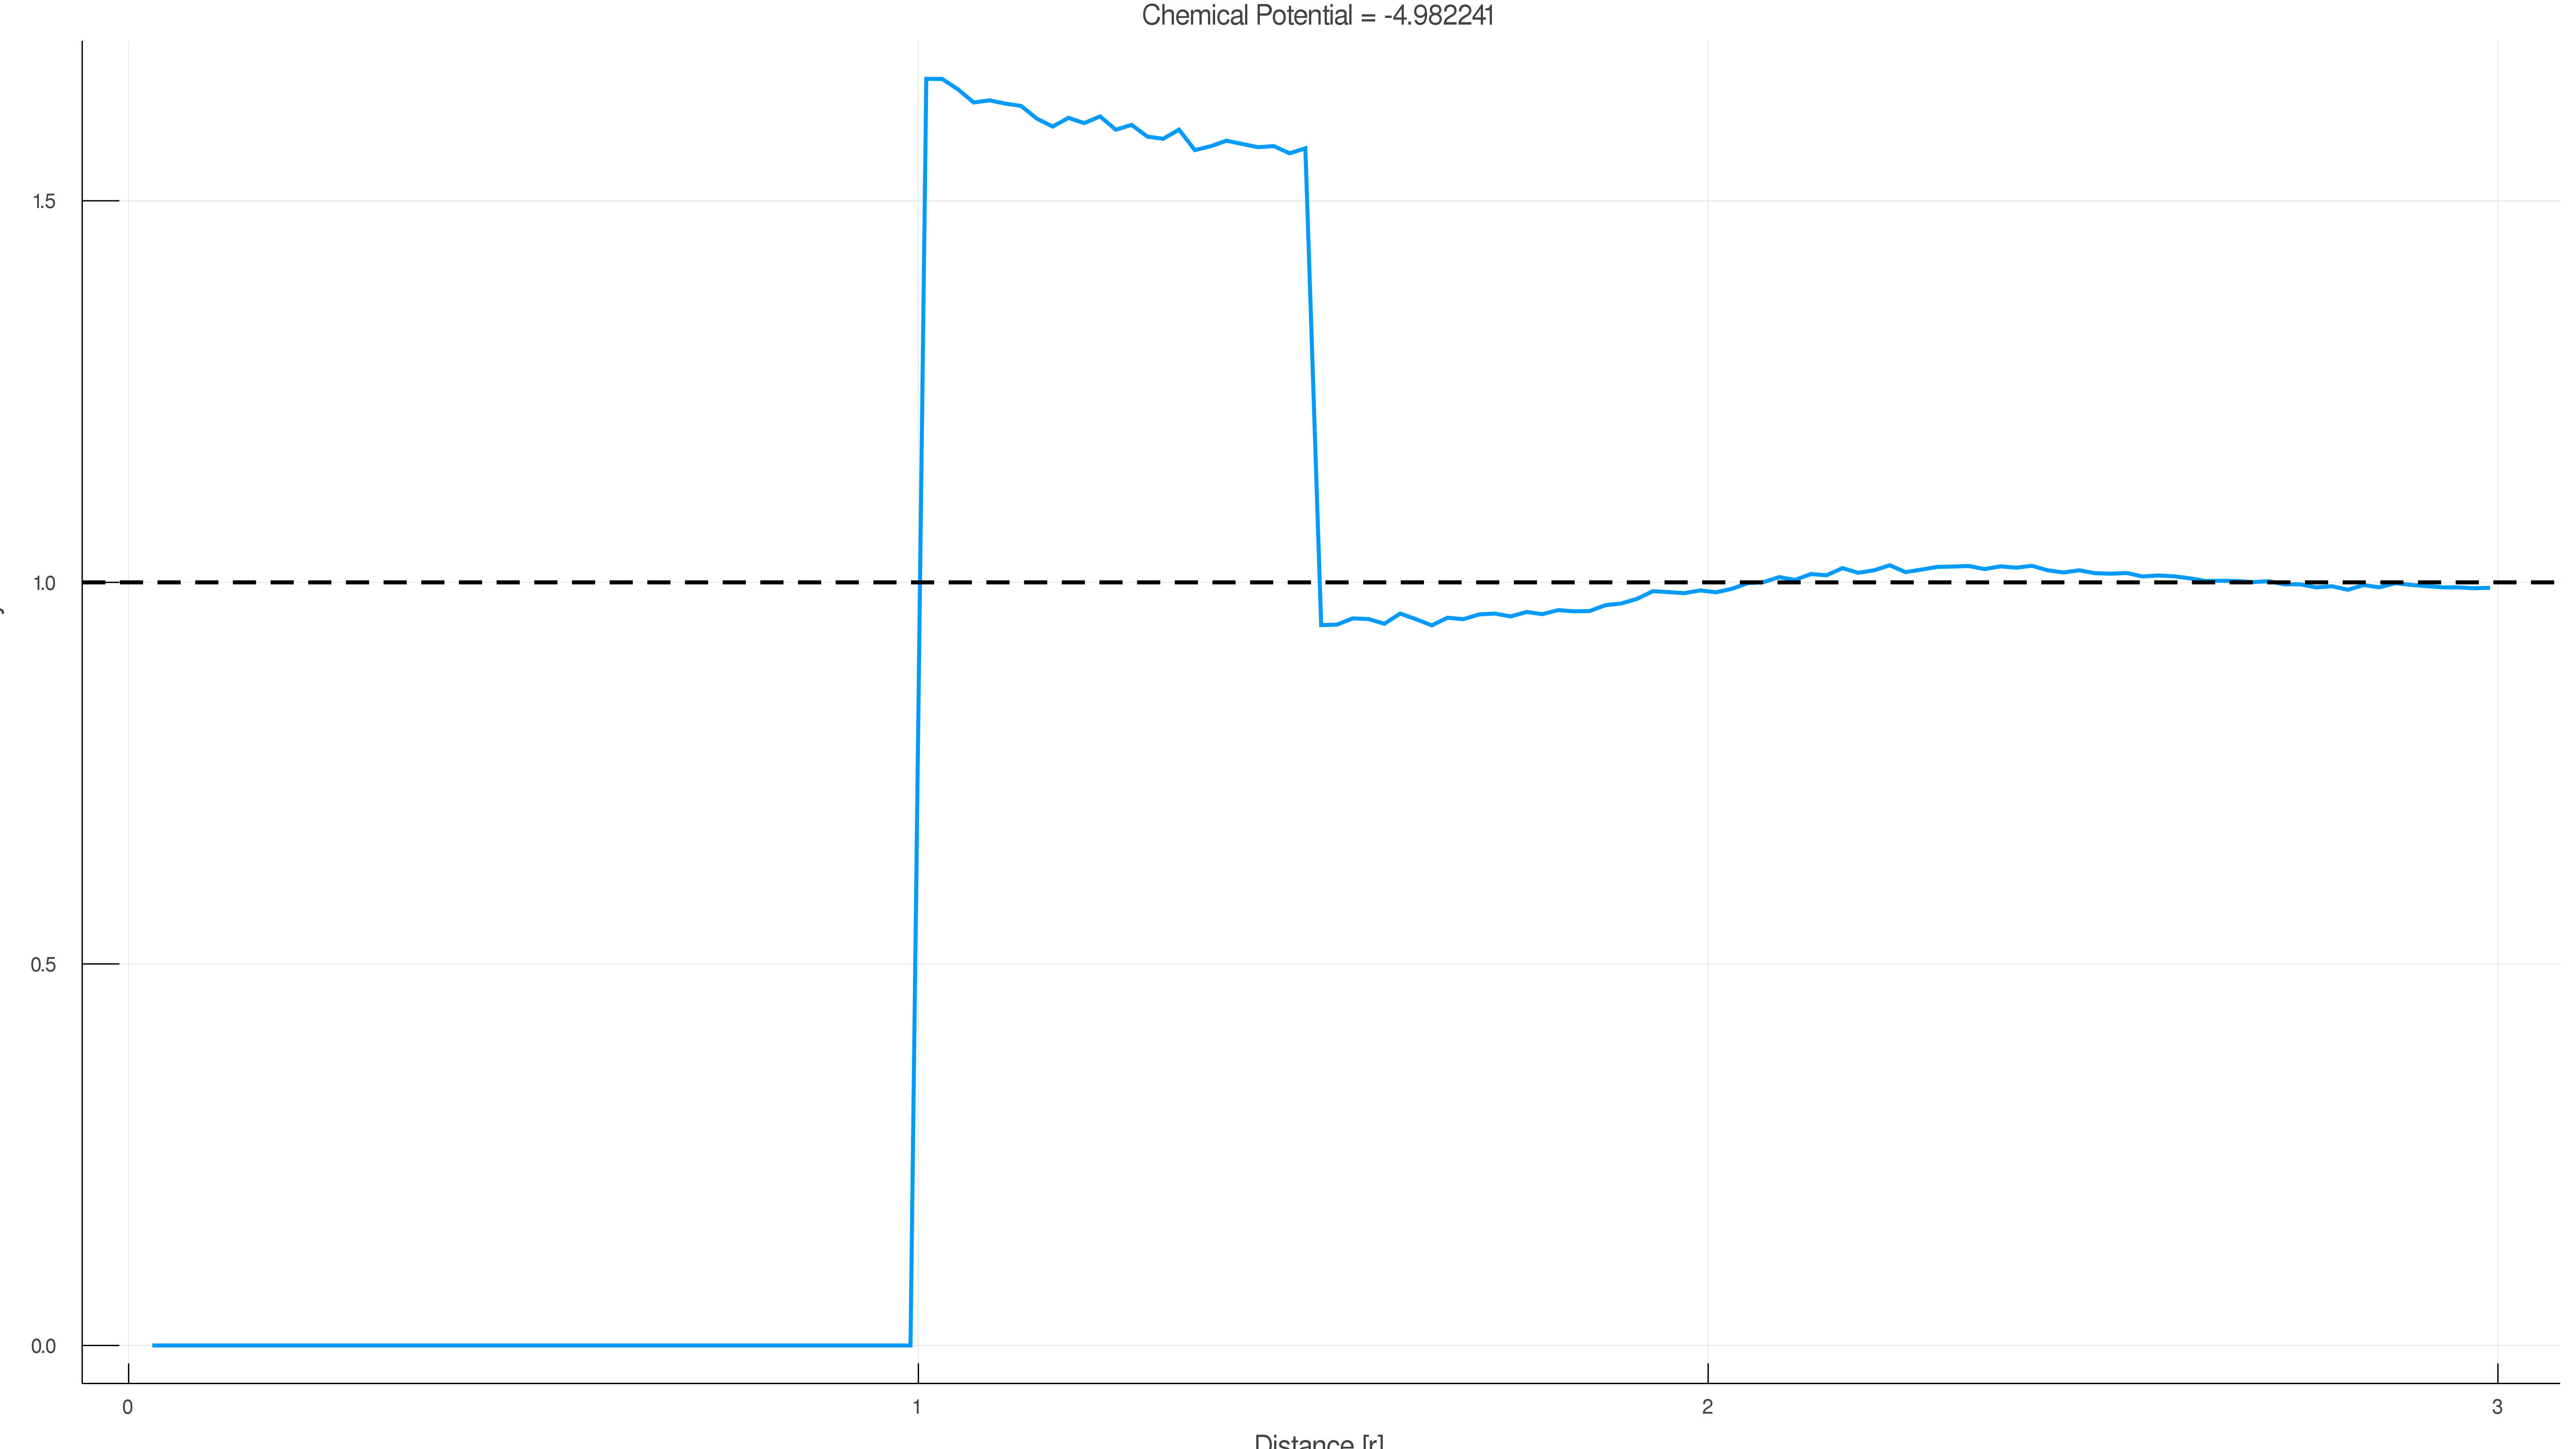 Chemical Potential = -4.982241
1.5
1.0
0.5
0.0
0 1 2 3
Distance [r]